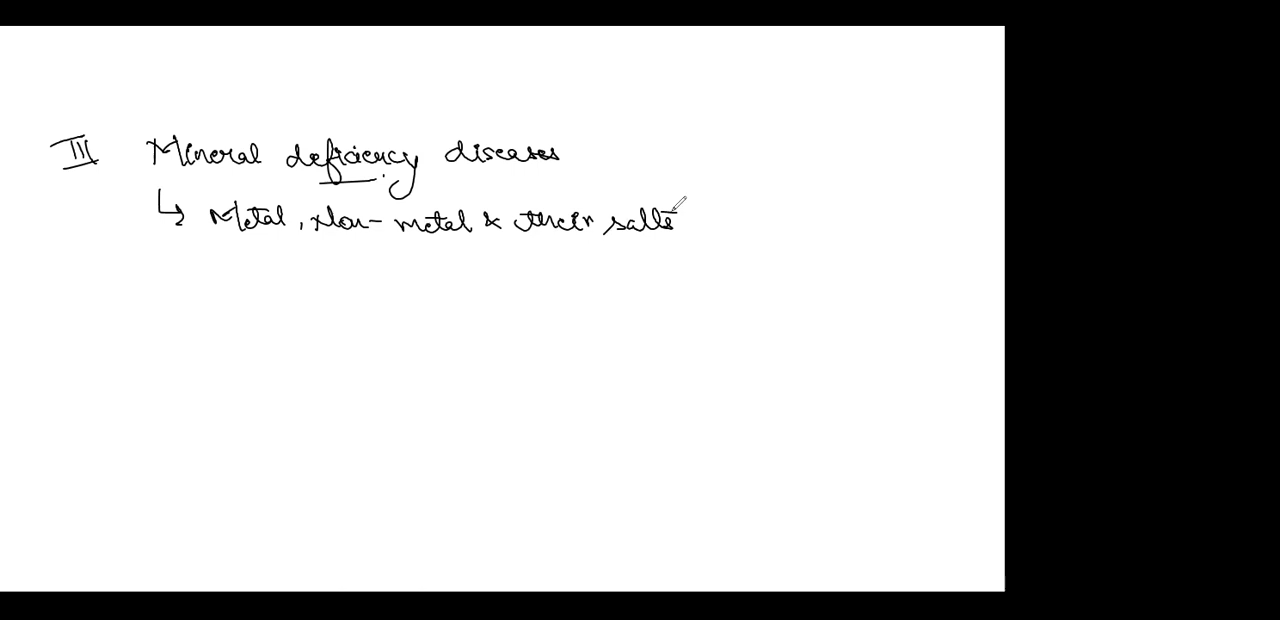 III Mineral deficiency diseases
↳ Metal, Non-metal & their salts